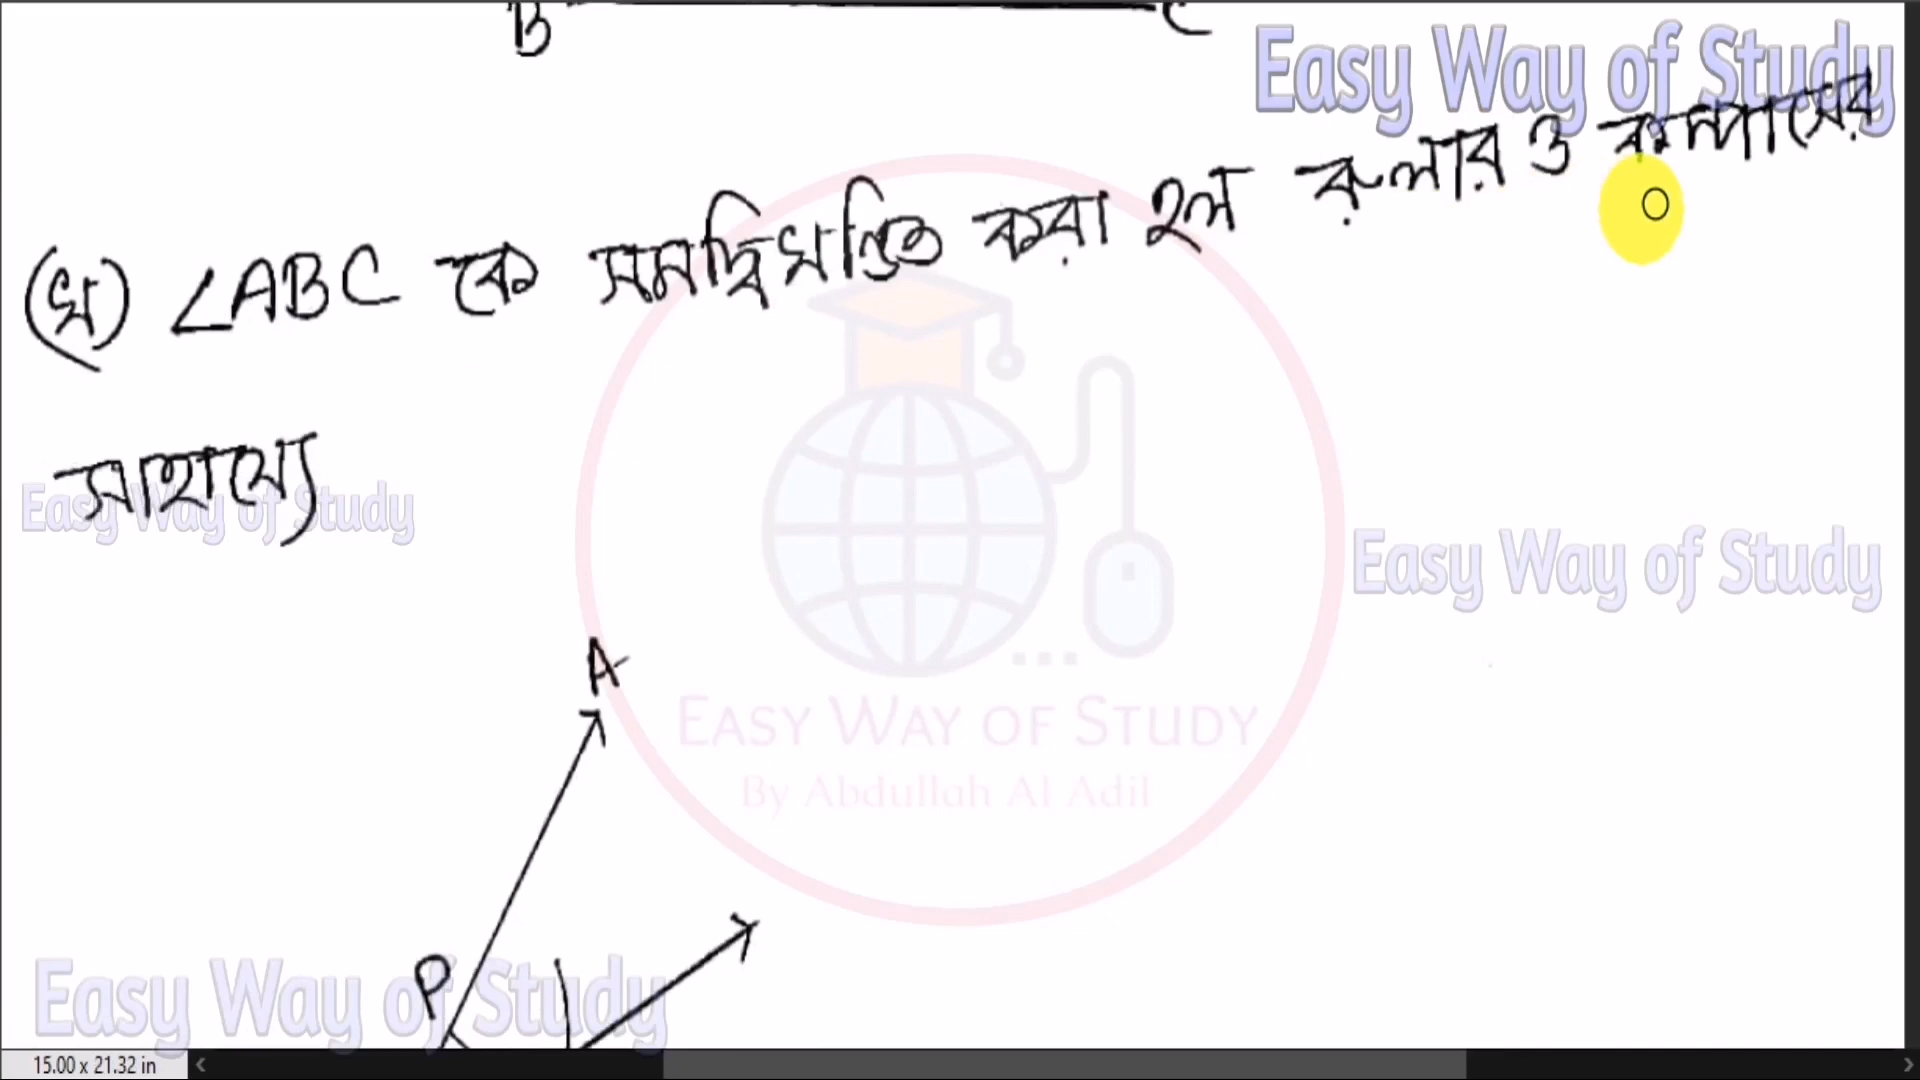 B C
Easy Way of Study
(খ) ∠ABC কে সমদ্বিখণ্ডিত করা হল রুলার ও কম্পাসের
সাহায্যে
Easy Way of Study
Easy Way of Study
A
EASY WAY OF STUDY
By Abdullah Al Adil
P
Easy Way of Study
15.00 x 21.32 in